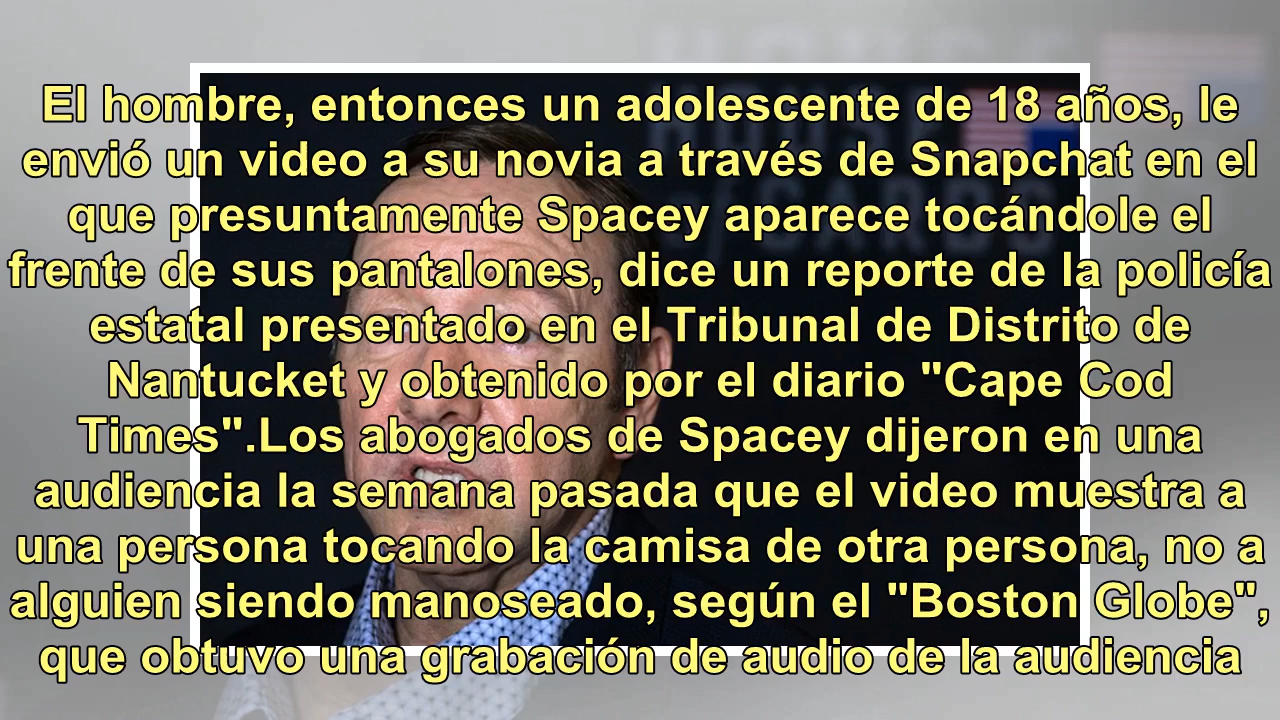 El hombre, entonces un adolescente de 18 años, le
envió un video a su novia a través de Snapchat en el
que presuntamente Spacey aparece tocándole el
frente de sus pantalones, dice un reporte de la policía
estatal presentado en el Tribunal de Distrito de
Nantucket y obtenido por el diario "Cape Cod
Times".Los abogados de Spacey dijeron en una
audiencia la semana pasada que el video muestra a
una persona tocando la camisa de otra persona, no a
alguien siendo manoseado, según el "Boston Globe",
que obtuvo una grabación de audio de la audiencia